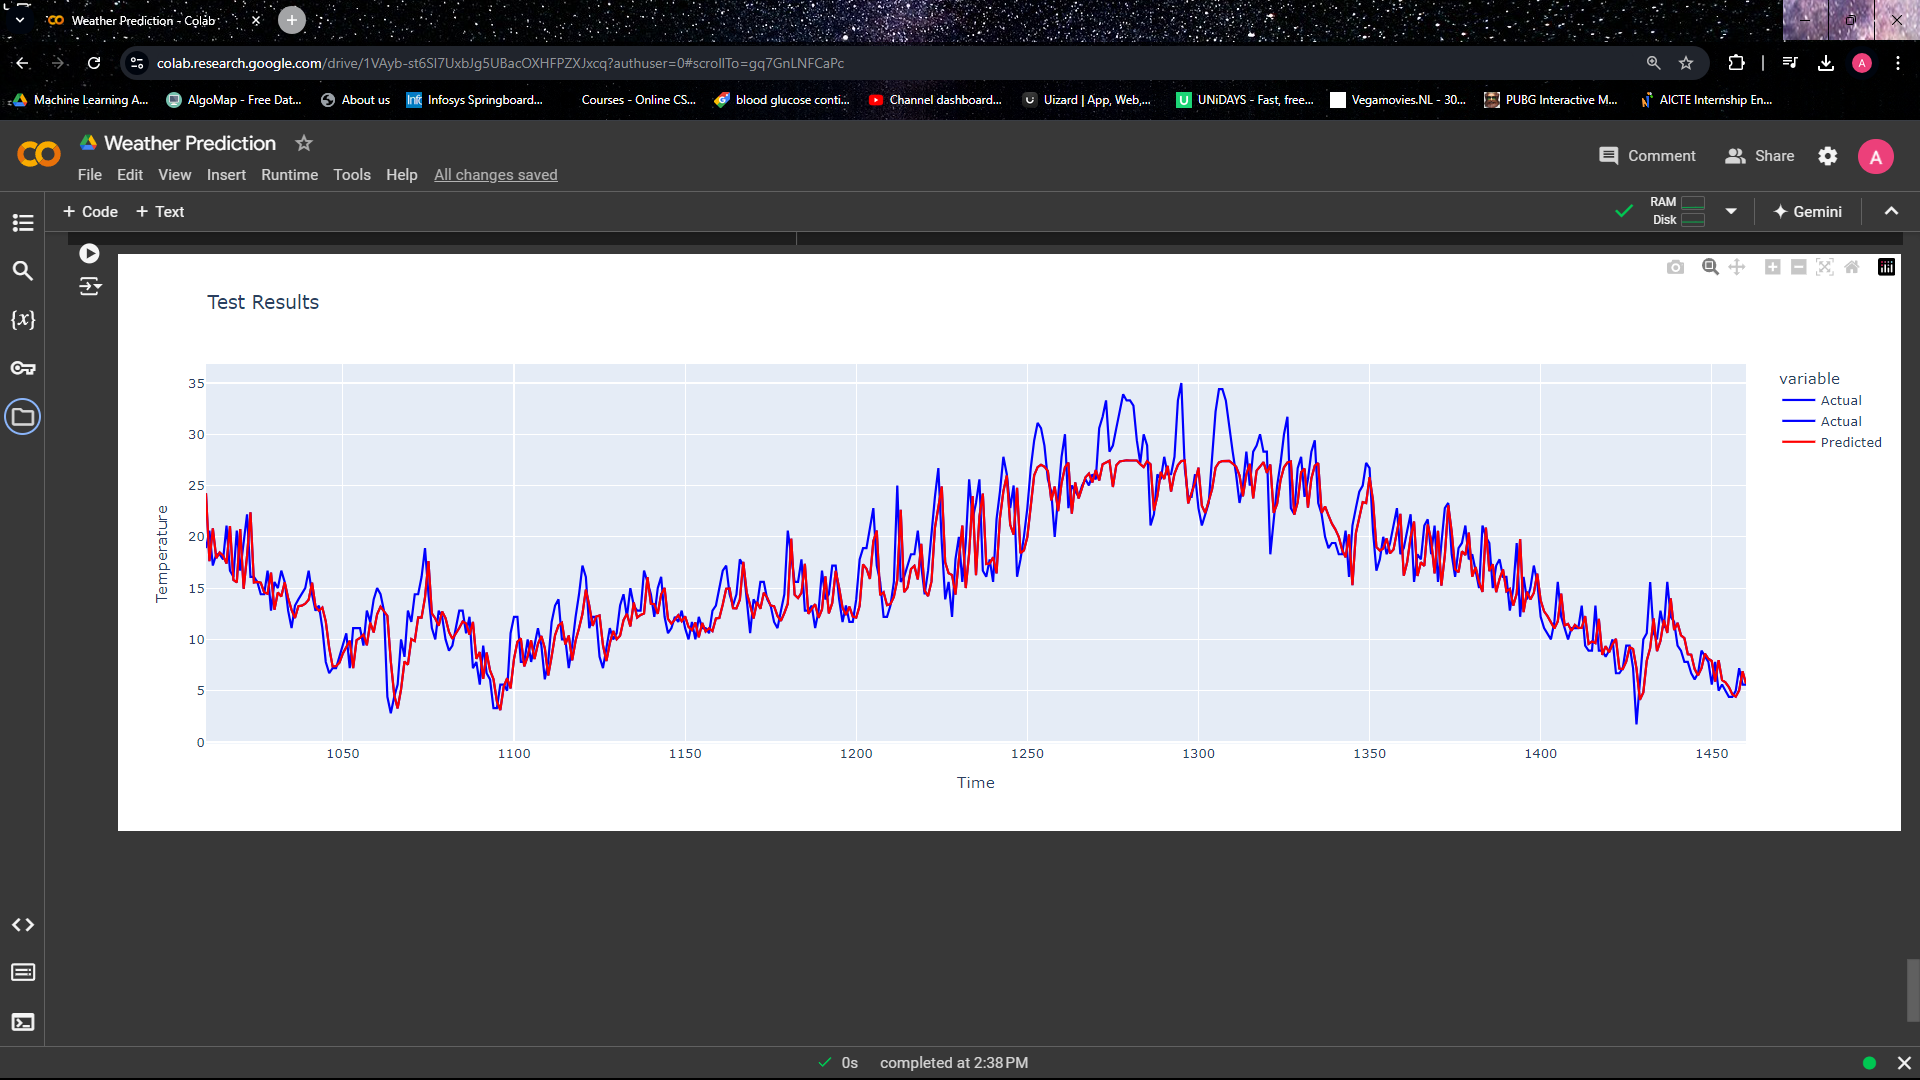 Weather Prediction - Colab
colab.research.google.com/drive/1VAyb-st6SI7UxbJg5UBacOXHFPZXJxcq?authuser=0#scrollTo=gq7GnLNFCaPc
A
Machine Learning A...
AlgoMap - Free Dat...
About us
Infosys Springboard...
Courses - Online CS...
blood glucose conti...
Channel dashboard...
Uizard | App, Web,...
UNiDAYS - Fast, free...
Vegamovies.NL - 30...
PUBG Interactive M...
AICTE Internship En...
Weather Prediction
Comment
Share
A
File Edit View Insert Runtime Tools Help All changes saved
+ Code + Text
RAM
Disk
Gemini
Test Results
variable
Actual
Actual
Predicted
Temperature
35
30
25
20
15
10
5
0
1050 1100 1150 1200 1250 1300 1350 1400 1450
Time
0s completed at 2:38 PM